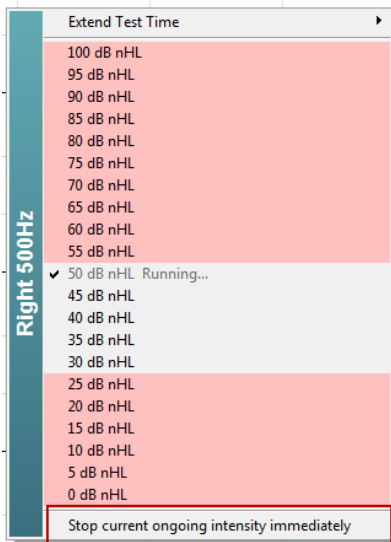 Extend Test Time
100 dB nHL
95 dB nHL
90 dB nHL
85 dB nHL
80 dB nHL
75 dB nHL
70 dB nHL
65 dB nHL
60 dB nHL
55 dB nHL
50 dB nHL Running...
45 dB nHL
40 dB nHL
35 dB nHL
30 dB nHL
25 dB nHL
20 dB nHL
15 dB nHL
10 dB nHL
5 dB nHL
0 dB nHL
Stop current ongoing intensity immediately
Right 500Hz